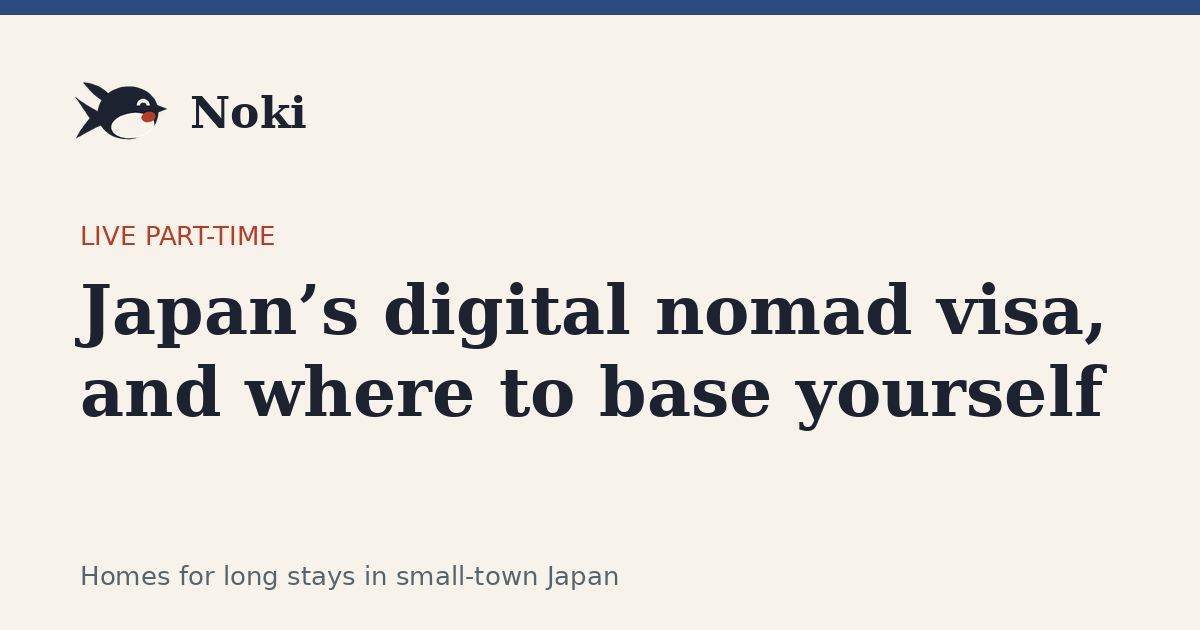 Noki
LIVE PART-TIME
Japan’s digital nomad visa,
and where to base yourself
Homes for long stays in small-town Japan